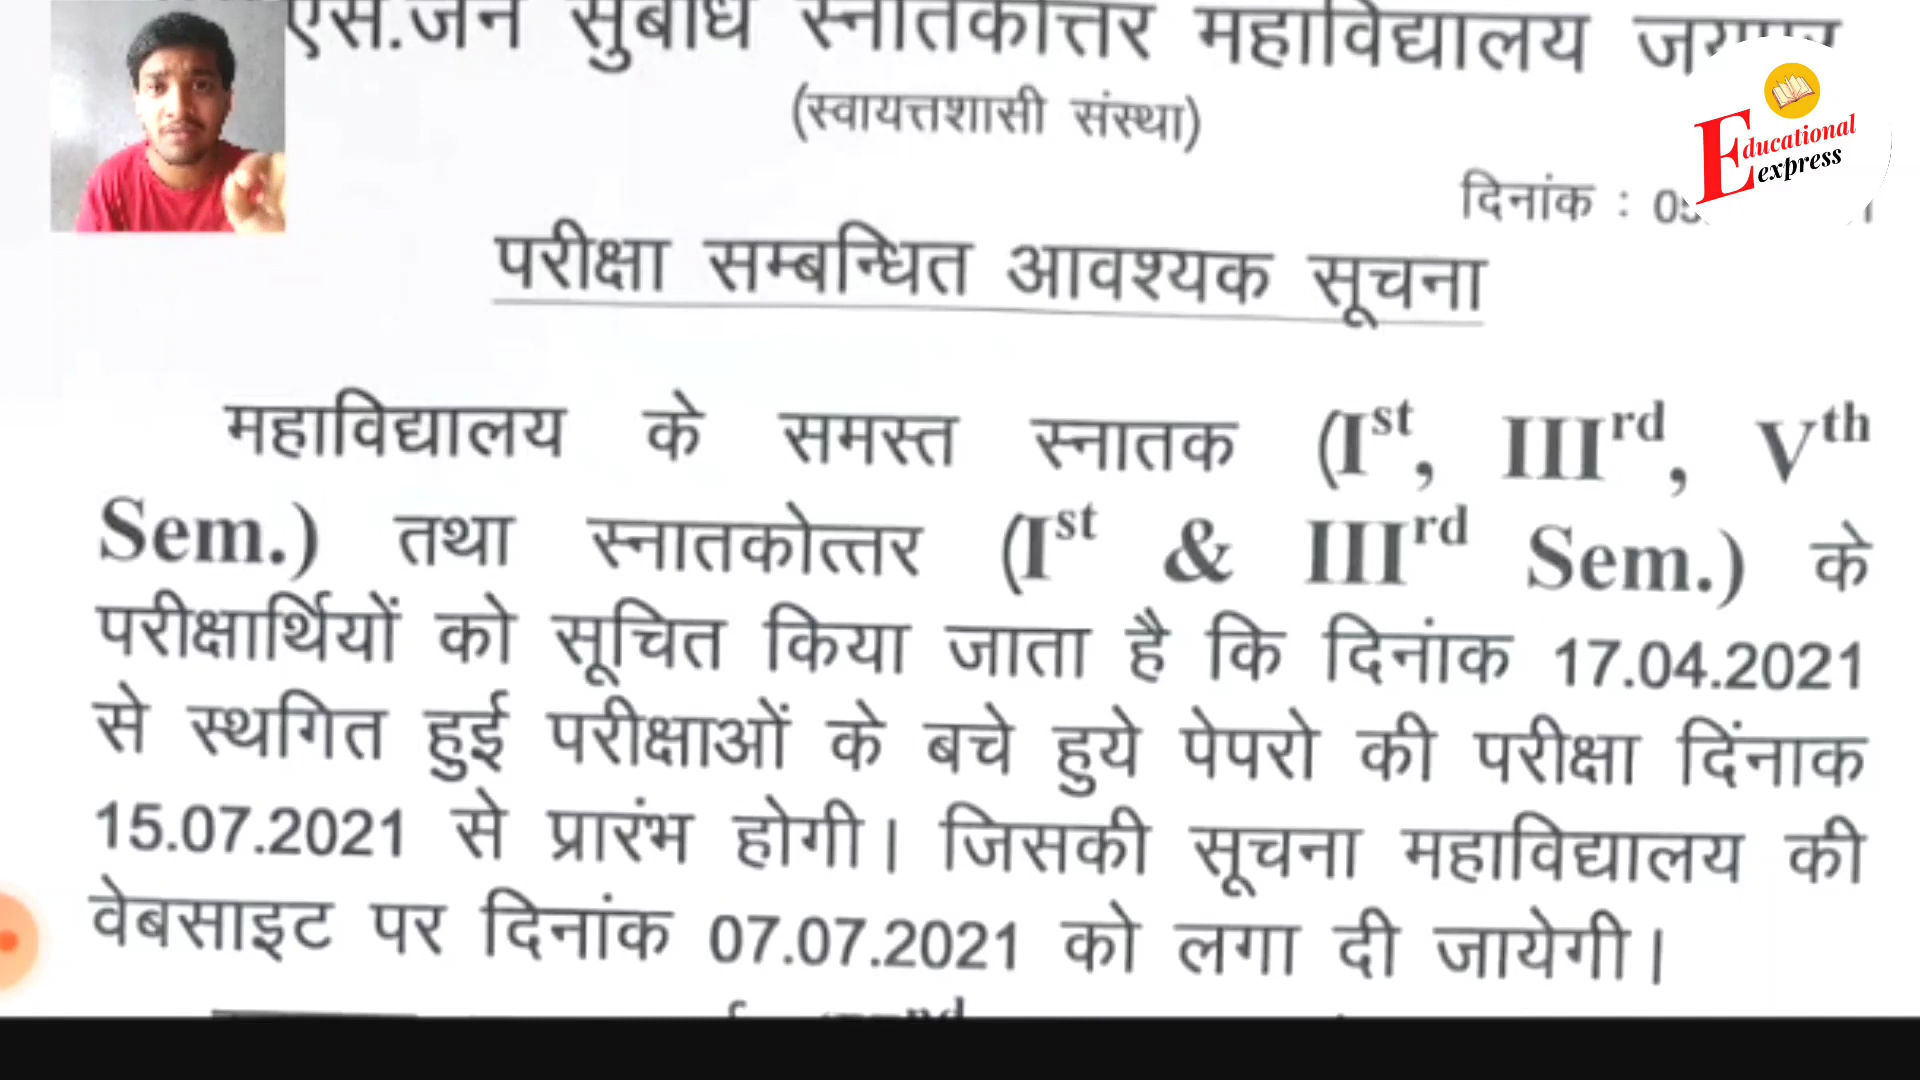 एस.जैन सुबोध स्नातकोत्तर महाविद्यालय
(स्वायत्तशासी संस्था)
Educational
express
दिनांक :
परीक्षा सम्बन्धित आवश्यक सूचना
महाविद्यालय के समस्त स्नातक (Ist, IIIrd, Vth
Sem.) तथा स्नातकोत्तर (Ist & IIIrd Sem.) के
परीक्षार्थियों को सूचित किया जाता है कि दिनांक 17.04.2021
से स्थगित हुई परीक्षाओं के बचे हुये पेपरो की परीक्षा दिंनाक
15.07.2021 से प्रारंभ होगी। जिसकी सूचना महाविद्यालय की
वेबसाइट पर दिनांक 07.07.2021 को लगा दी जायेगी।